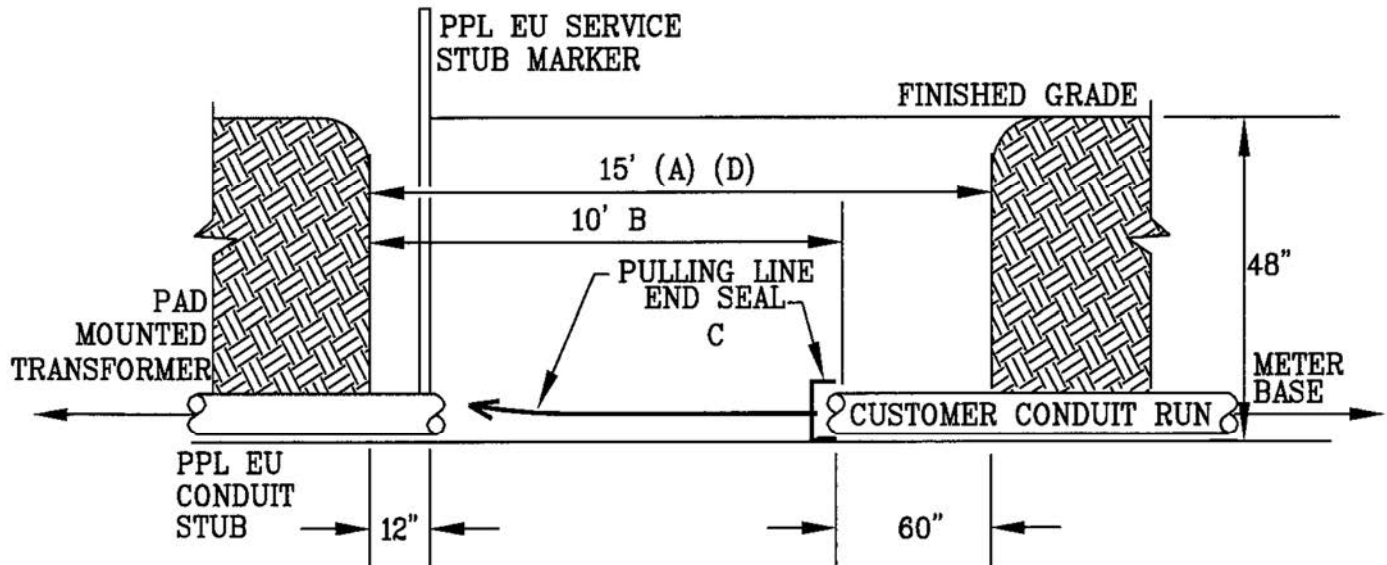 PPL EU SERVICE
STUB MARKER
FINISHED GRADE
15' (A) (D)
10' B
48"
PULLING LINE
END SEAL
C
PAD
MOUNTED
TRANSFORMER
METER
BASE
CUSTOMER CONDUIT RUN
PPL EU
CONDUIT
STUB
12"
60"